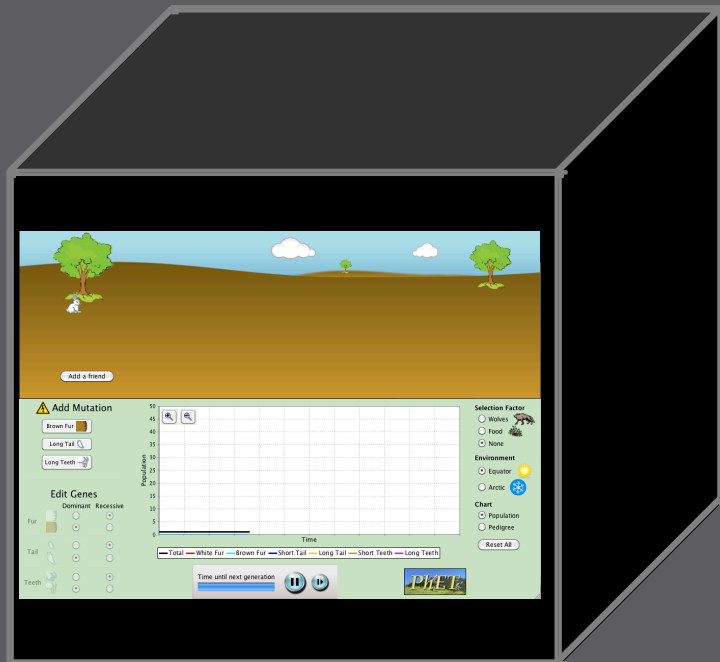 Add a friend
Add Mutation
Brown Fur
Long Tail
Long Teeth
Edit Genes
Dominant Recessive
Fur
Tail
Teeth
50
45
40
35
30
25
20
15
10
5
0
Population
Time
Total White Fur Brown Fur Short Tail Long Tail Short Teeth Long Teeth
Time until next generation
PhET
Selection Factor
Wolves
Food
None
Environment
Equator
Arctic
Chart
Population
Pedigree
Reset All